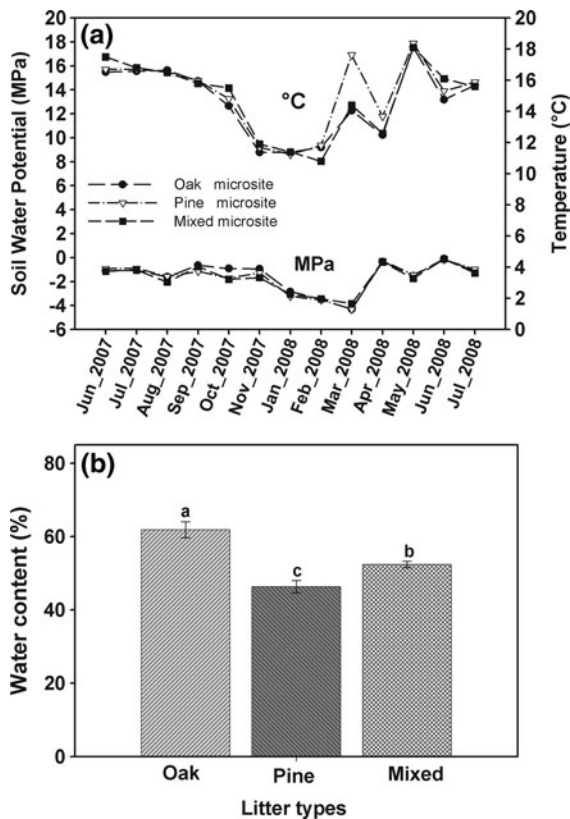 (a)
Soil Water Potential (MPa)
20
18
16
14
12
10
8
6
4
2
0
-2
-4
-6
°C
Oak microsite
Pine microsite
Mixed microsite
MPa
20
18
16
14
12
10
8
6
4
2
0
Temperature (°C)
Jun_2007
Jul_2007
Aug_2007
Sep_2007
Oct_2007
Nov_2007
Jan_2008
Feb_2008
Mar_2008
Apr_2008
May_2008
Jun_2008
Jul_2008
(b)
Water content (%)
80
60
40
20
0
a
c
b
Oak
Pine
Mixed
Litter types